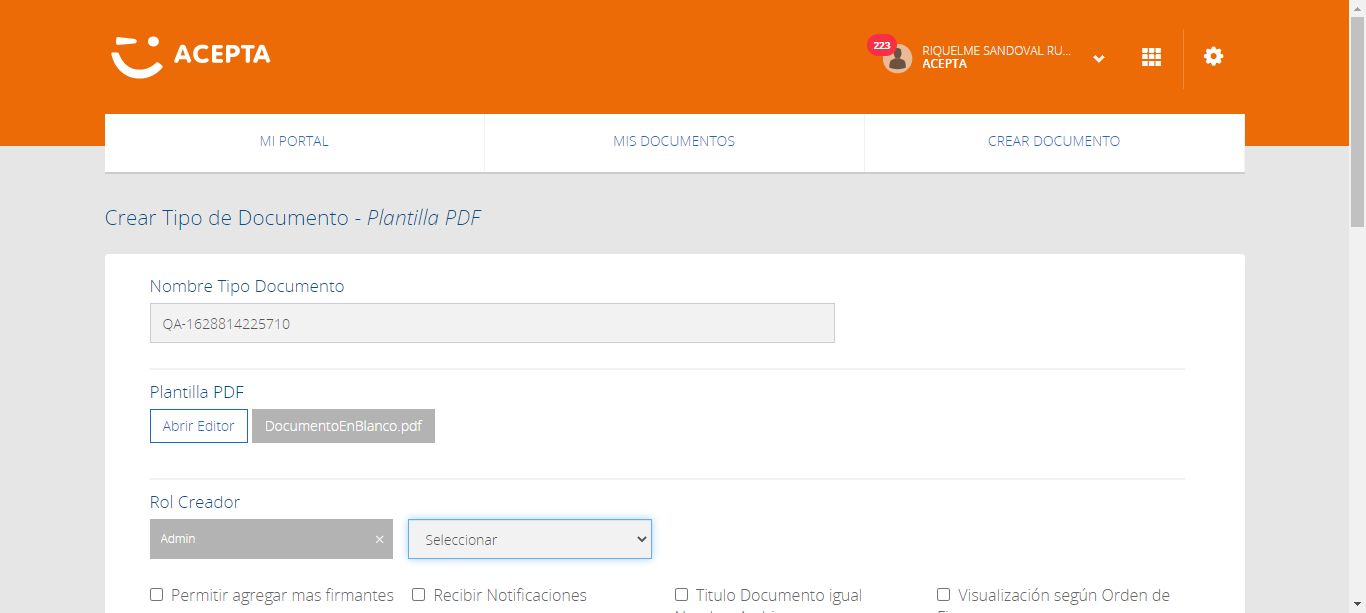 ACEPTA
223
RIQUELME SANDOVAL RU...
ACEPTA
MI PORTAL
MIS DOCUMENTOS
CREAR DOCUMENTO
Crear Tipo de Documento - Plantilla PDF
Nombre Tipo Documento
QA-1628814225710
Plantilla PDF
Abrir Editor
DocumentoEnBlanco.pdf
Rol Creador
Admin ×
Seleccionar
Permitir agregar mas firmantes
Recibir Notificaciones
Titulo Documento igual
Visualización según Orden de